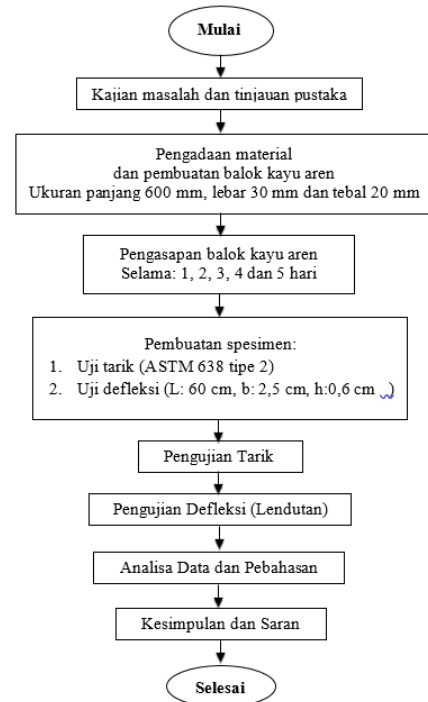 Mulai
Kajian masalah dan tinjauan pustaka
Pengadaan material
dan pembuatan balok kayu aren
Ukuran panjang 600 mm, lebar 30 mm dan tebal 20 mm
Pengasapan balok kayu aren
Selama: 1, 2, 3, 4 dan 5 hari
Pembuatan spesimen:
1. Uji tarik (ASTM 638 tipe 2)
2. Uji defleksi (L: 60 cm, b: 2,5 cm, h:0,6 cm )
Pengujian Tarik
Pengujian Defleksi (Lendutan)
Analisa Data dan Pebahasan
Kesimpulan dan Saran
Selesai